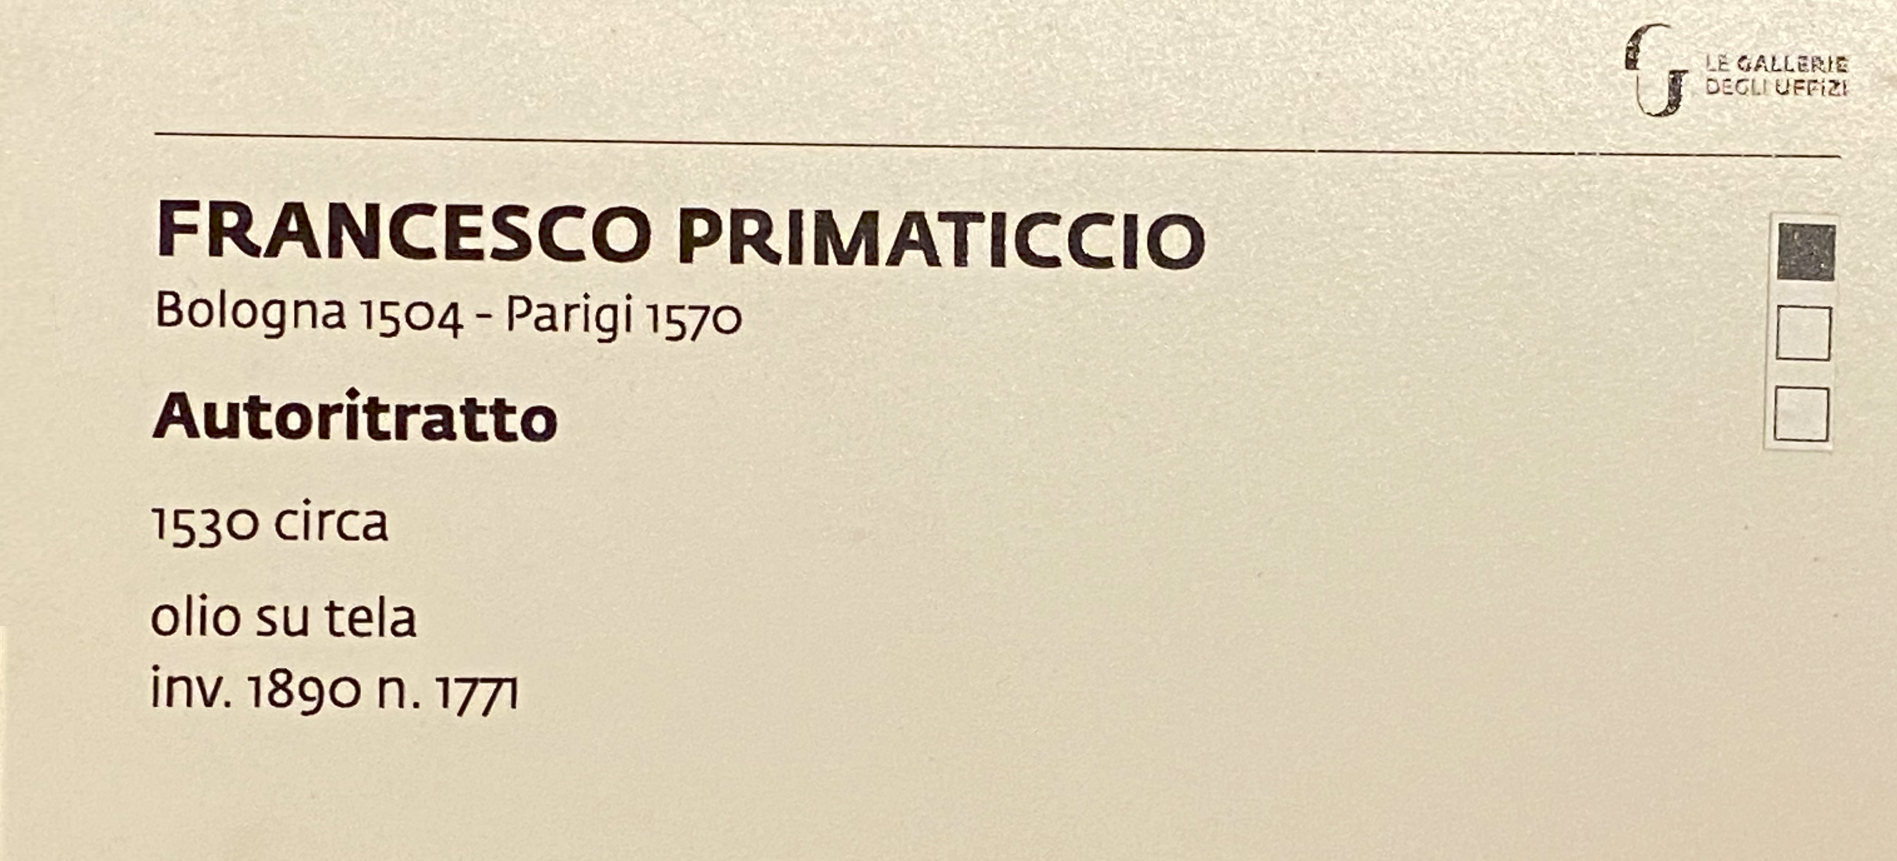 LE GALLERIE
DEGLI UFFIZI
FRANCESCO PRIMATICCIO
Bologna 1504 - Parigi 1570
Autoritratto
1530 circa
olio su tela
inv. 1890 n. 1771